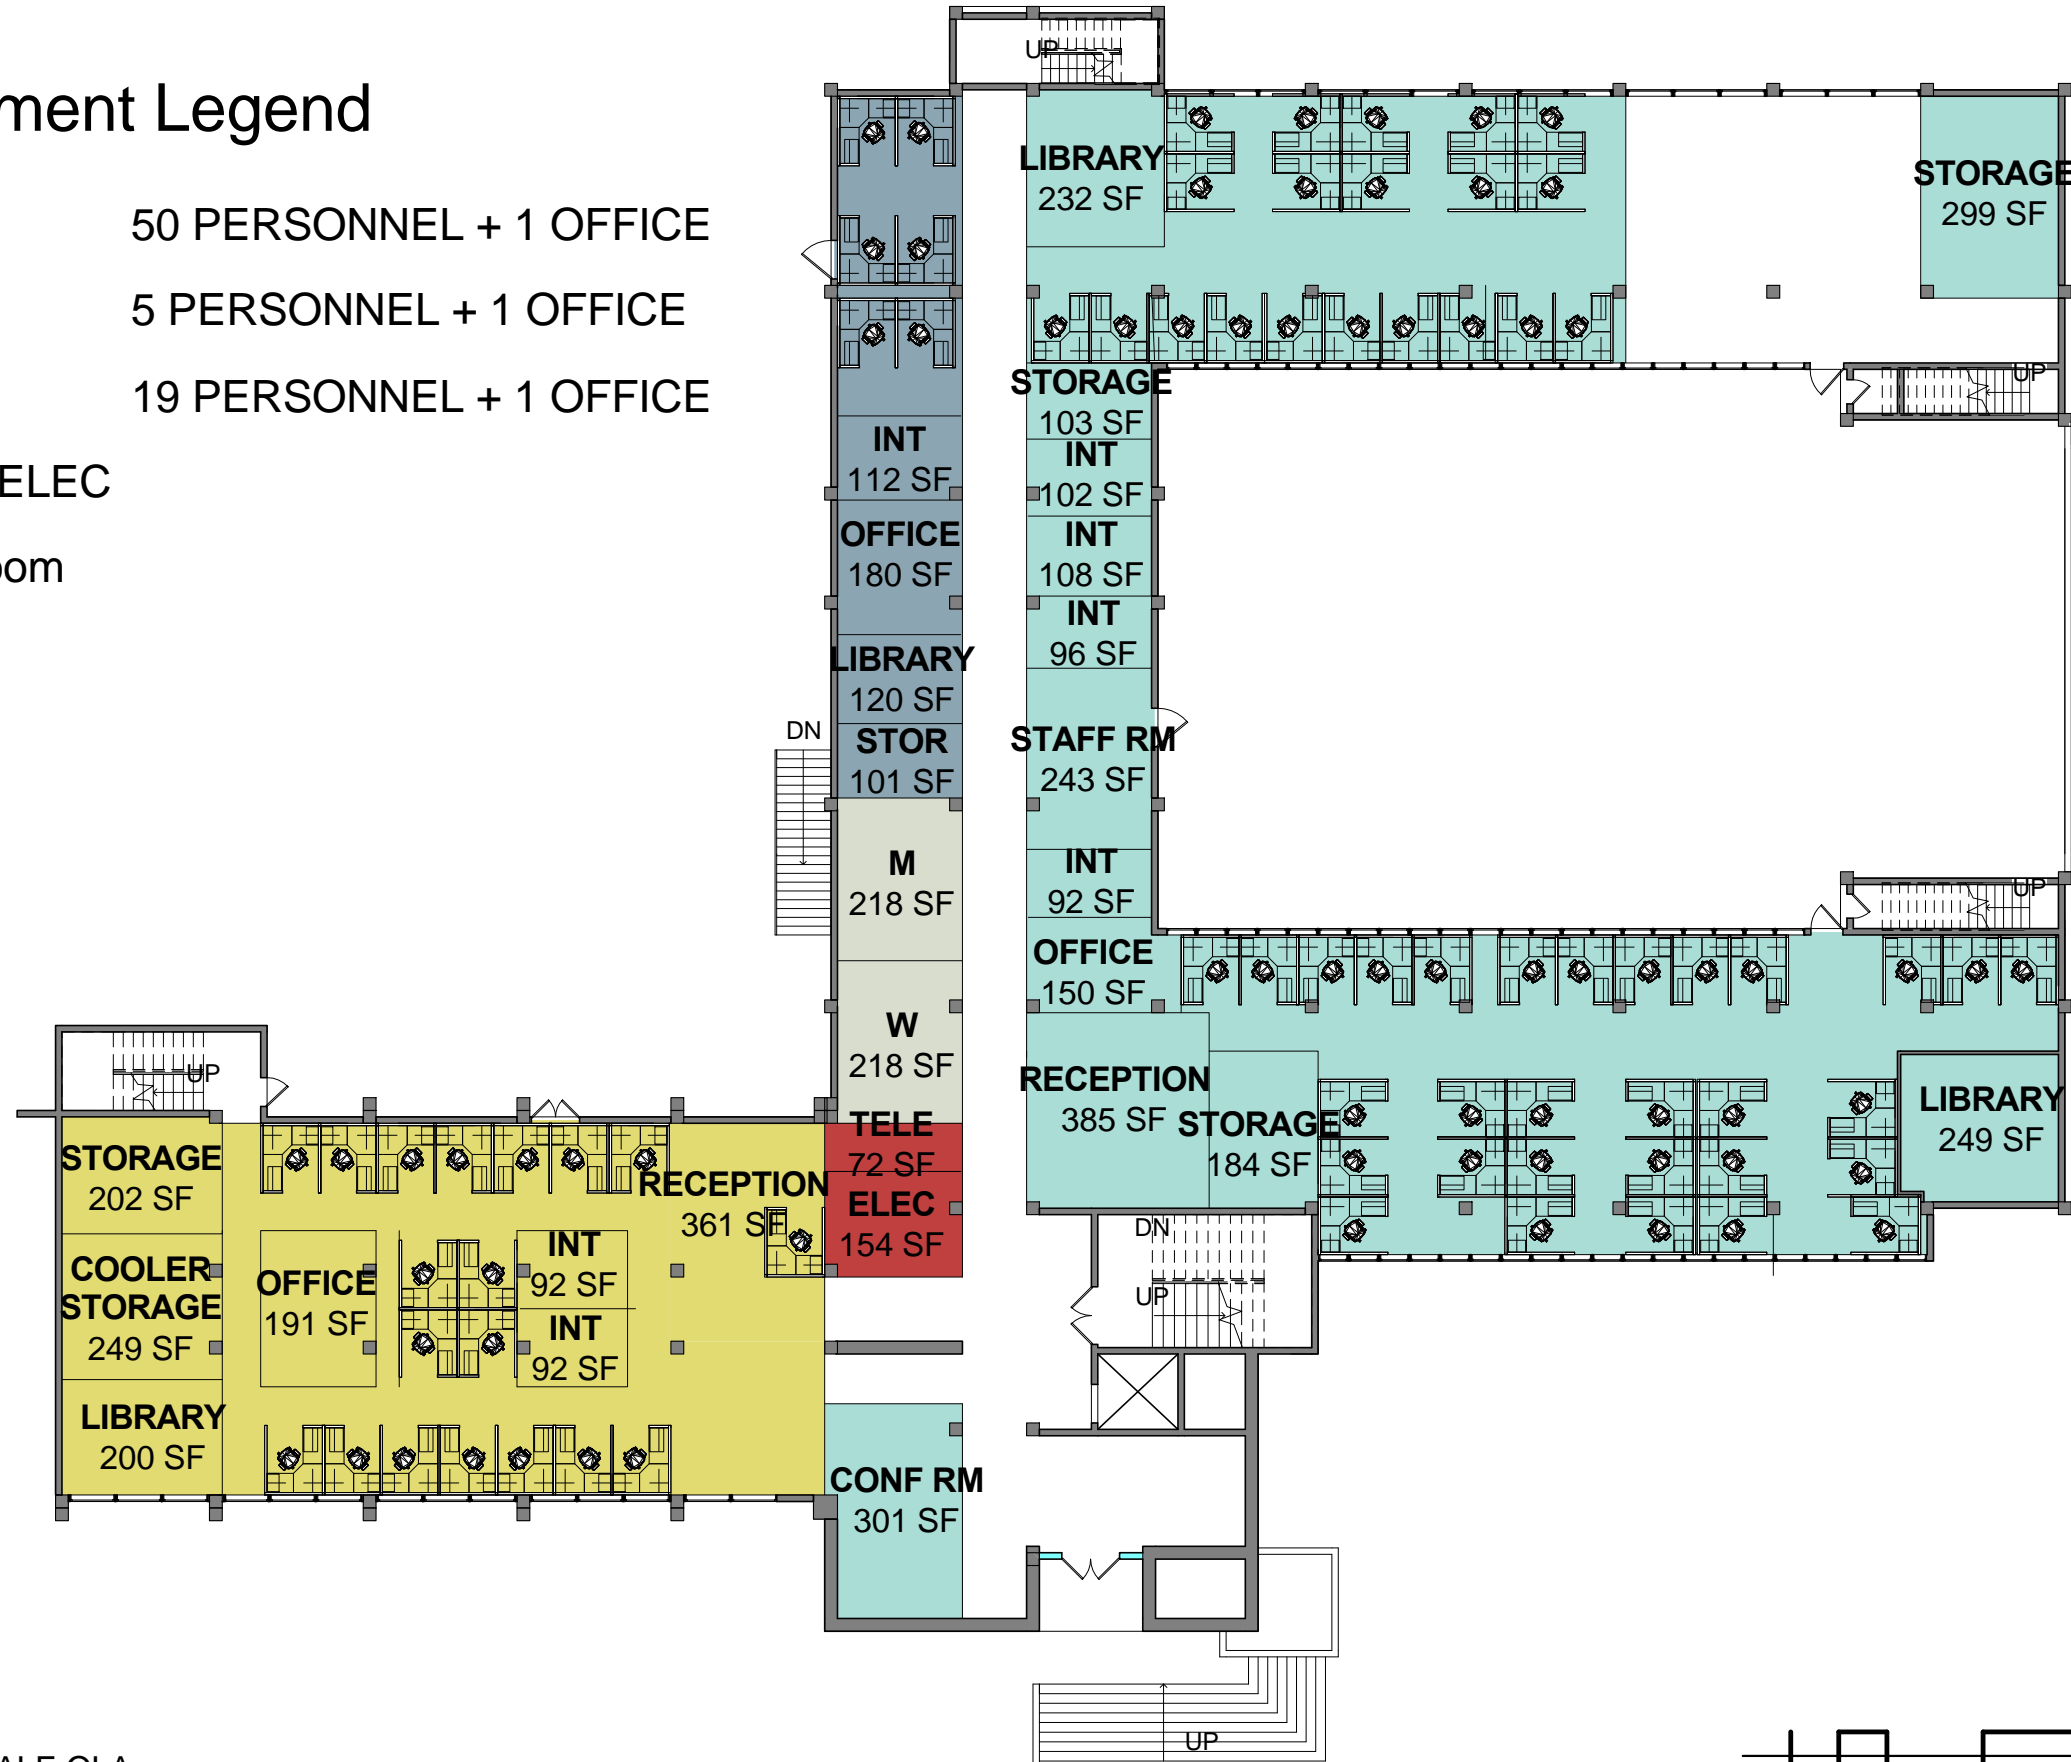 ment Legend
50 PERSONNEL + 1 OFFICE
5 PERSONNEL + 1 OFFICE
19 PERSONNEL + 1 OFFICE
ELEC
oom
UP
LIBRARY
232 SF
STORAGE
299 SF
UP
STORAGE
103 SF
INT
102 SF
INT
108 SF
INT
96 SF
STAFF RM
243 SF
INT
92 SF
OFFICE
150 SF
RECEPTION
385 SF
STORAGE
184 SF
UP
LIBRARY
249 SF
INT
112 SF
OFFICE
180 SF
LIBRARY
120 SF
STOR
101 SF
DN
M
218 SF
W
218 SF
TELE
72 SF
ELEC
154 SF
UP
STORAGE
202 SF
COOLER
STORAGE
249 SF
LIBRARY
200 SF
OFFICE
191 SF
INT
92 SF
INT
92 SF
RECEPTION
361 SF
DN
UP
CONF RM
301 SF
UP